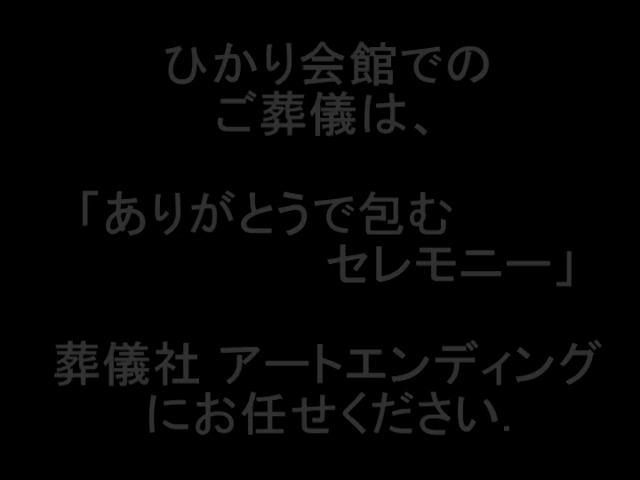 ひかり会館での
ご葬儀は、
「ありがとうで包む
セレモニー」
葬儀社 アートエンディング
にお任せください.